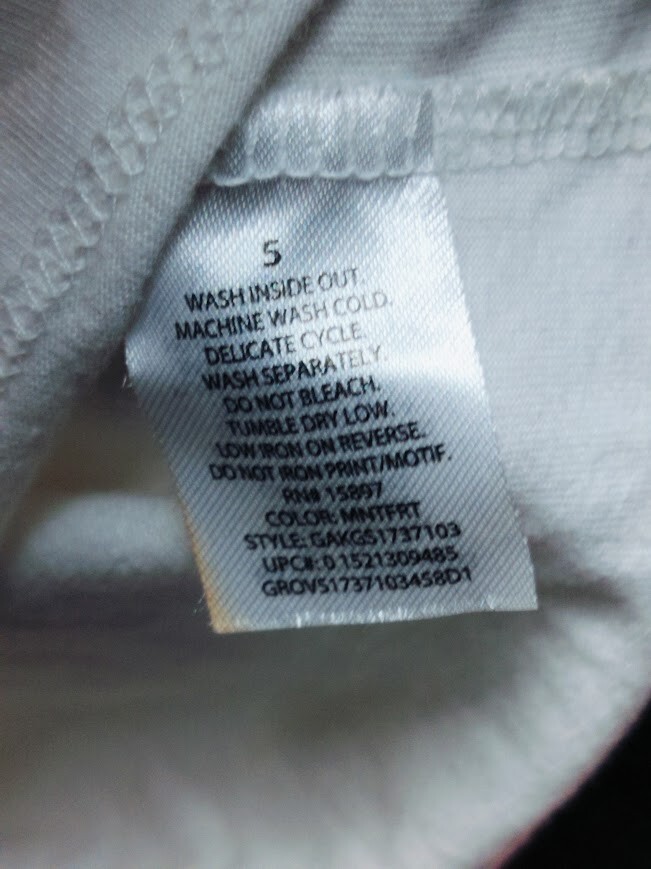 5
WASH INSIDE OUT.
MACHINE WASH COLD.
DELICATE CYCLE.
WASH SEPARATELY.
DO NOT BLEACH.
TUMBLE DRY LOW.
LOW IRON ON REVERSE.
DO NOT IRON PRINT/MOTIF.
RN# 15897
COLOR: MNTFRT
STYLE: GAKGS1737103
UPC#: 0 1521309485
GROVS1737103458D1